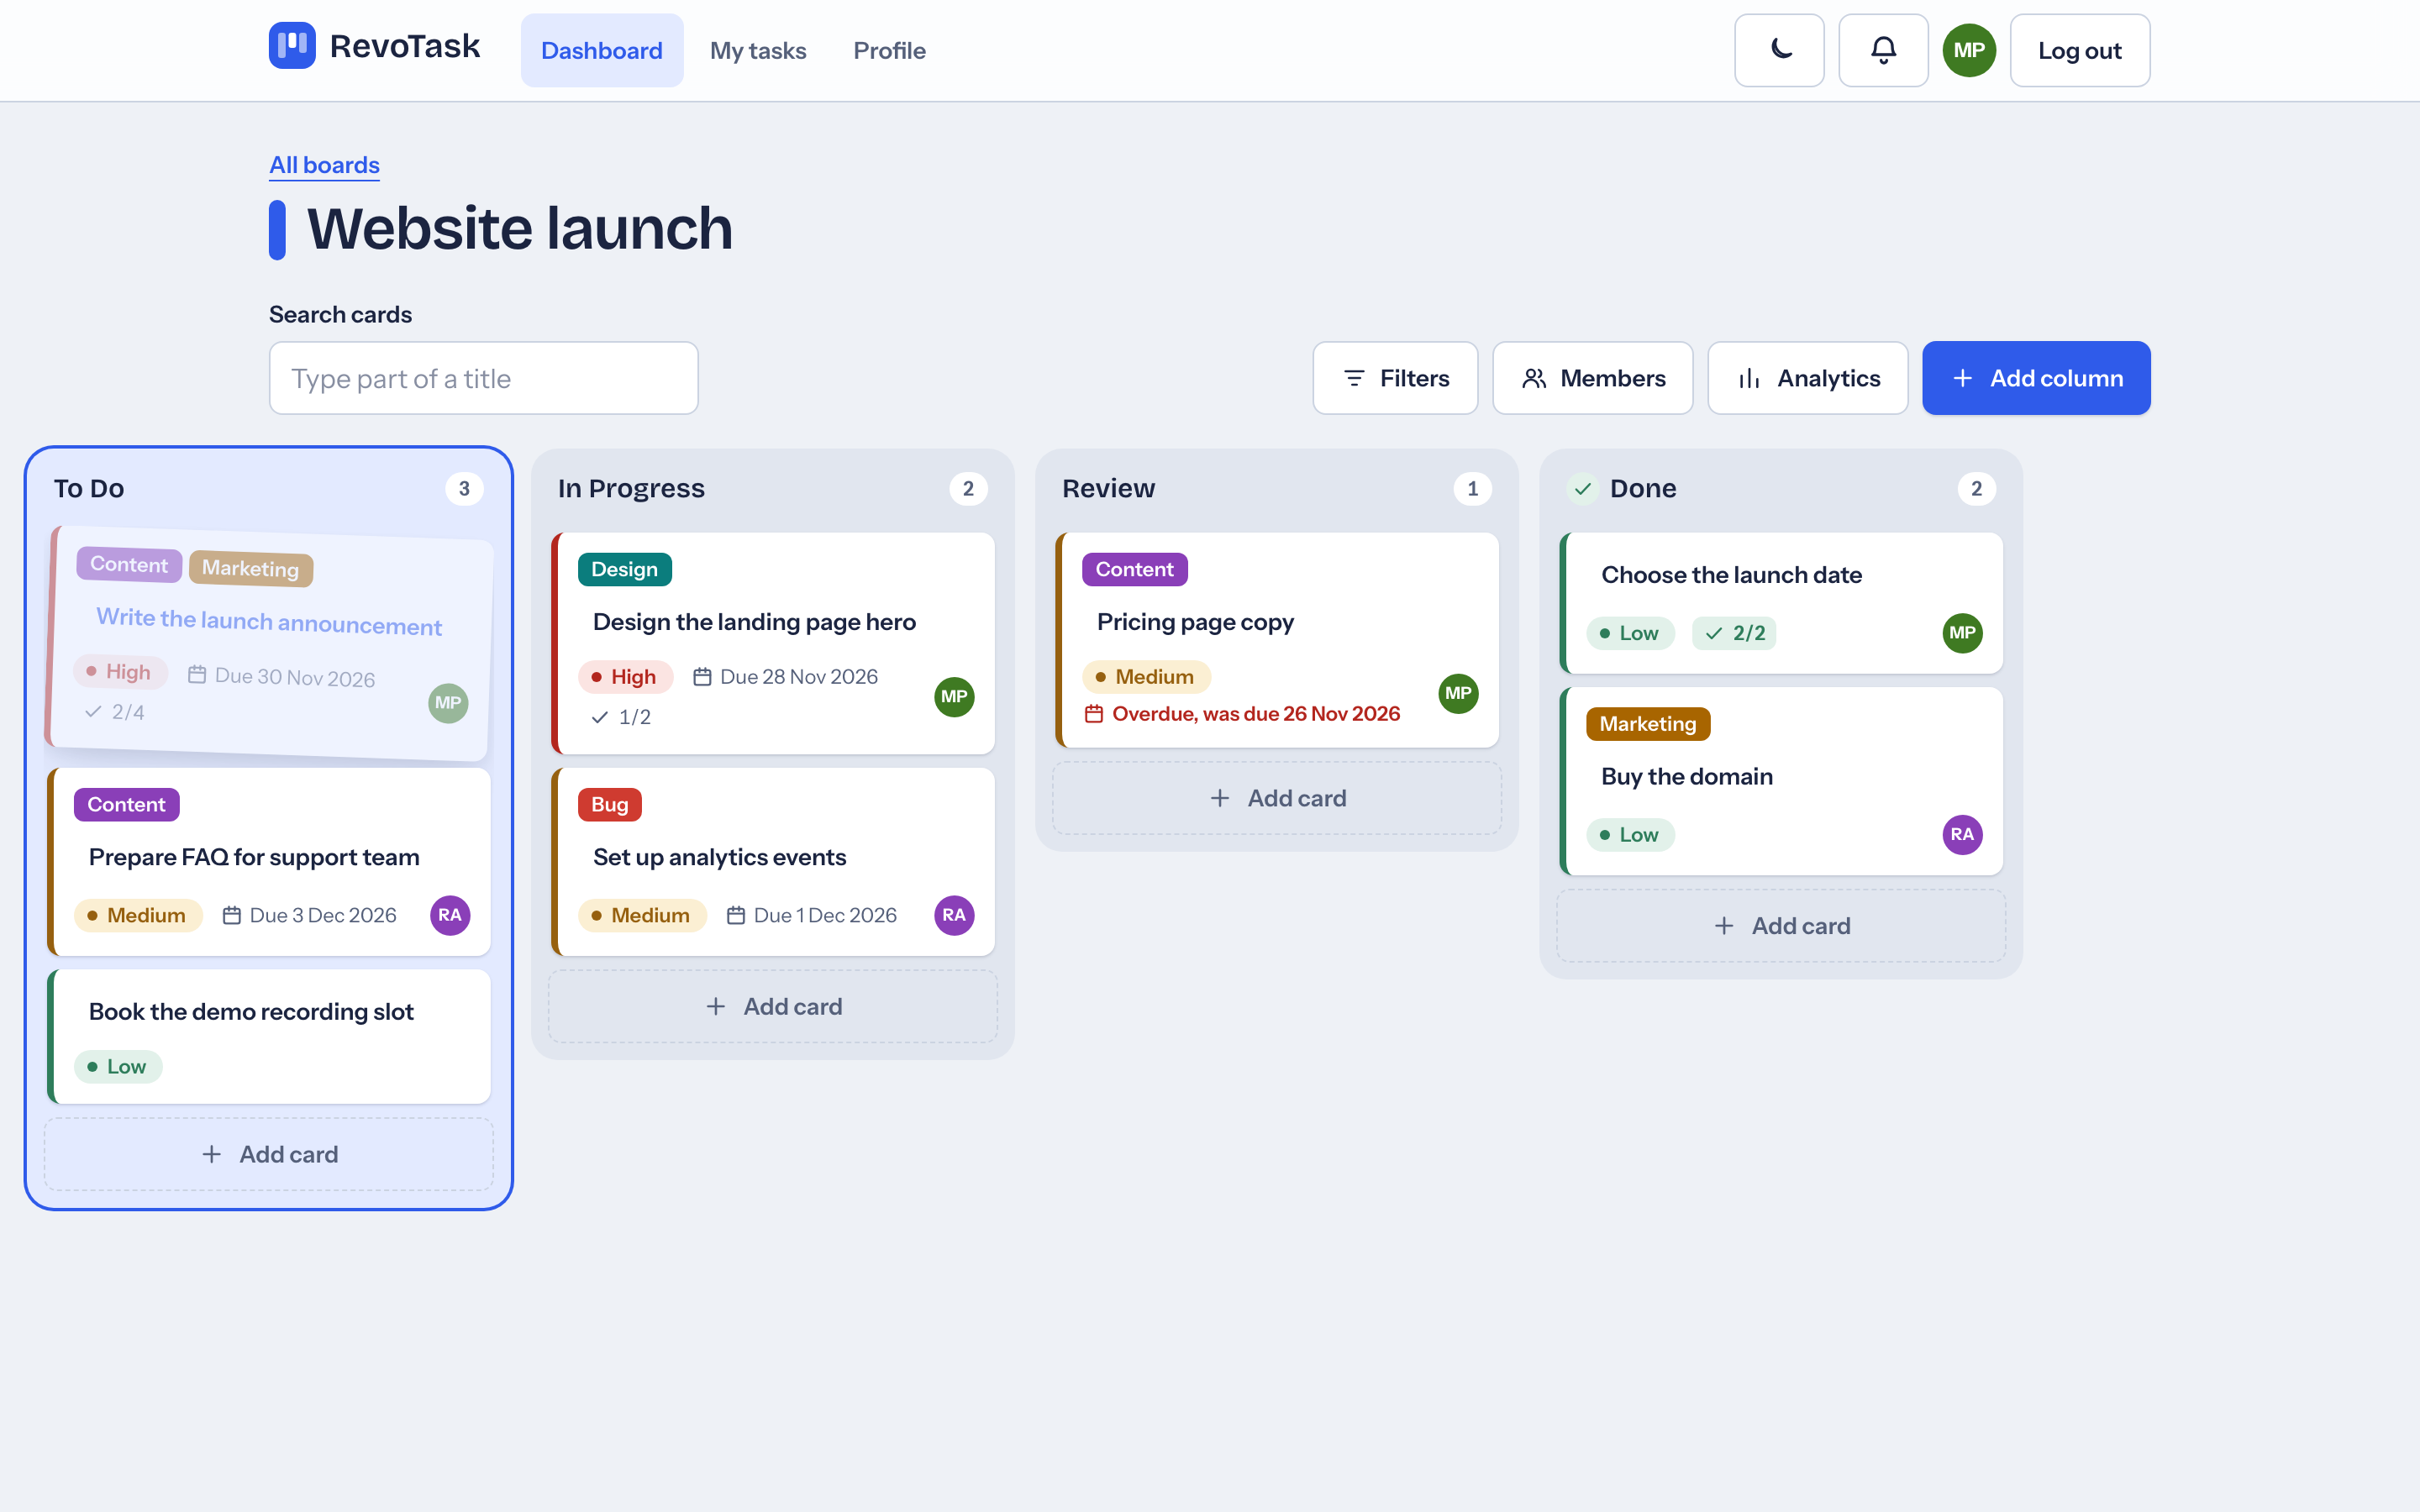 RevoTask
Dashboard
My tasks
Profile
MP
Log out
All boards
Website launch
Search cards
Type part of a title
Filters
Members
Analytics
Add column
To Do
3
Content
Marketing
Write the launch announcement
High
Due 30 Nov 2026
2/4
MP
Content
Prepare FAQ for support team
Medium
Due 3 Dec 2026
RA
Book the demo recording slot
Low
Add card
In Progress
2
Design
Design the landing page hero
High
Due 28 Nov 2026
1/2
MP
Bug
Set up analytics events
Medium
Due 1 Dec 2026
RA
Add card
Review
1
Content
Pricing page copy
Medium
Overdue, was due 26 Nov 2026
MP
Add card
Done
2
Choose the launch date
Low
2/2
MP
Marketing
Buy the domain
Low
RA
Add card